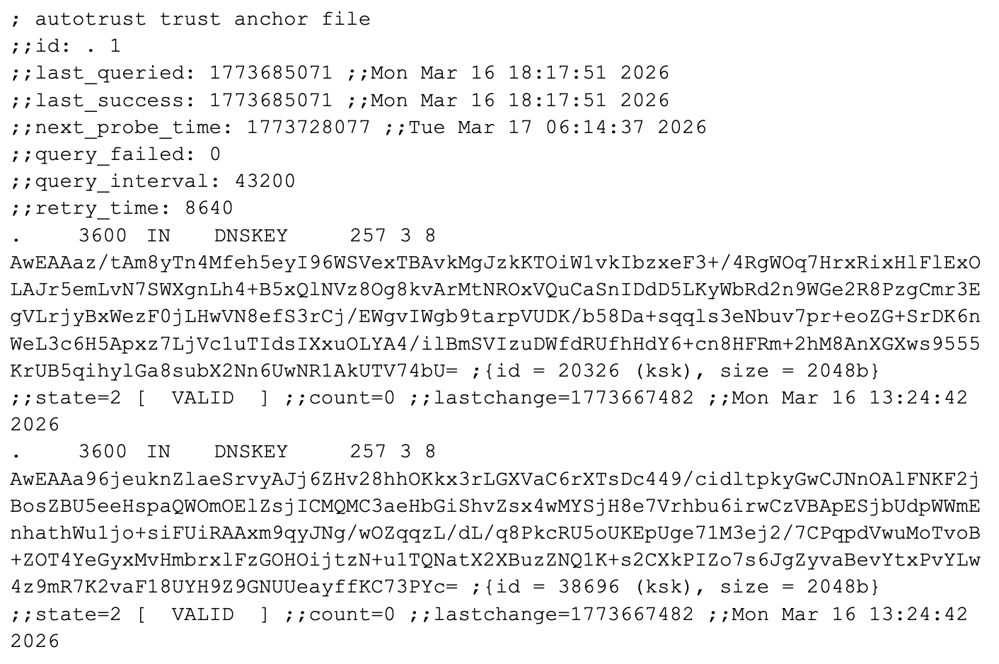 ; autotrust trust anchor file
;;id: . 1
;;last_queried: 1773685071 ;;Mon Mar 16 18:17:51 2026
;;last_success: 1773685071 ;;Mon Mar 16 18:17:51 2026
;;next_probe_time: 1773728077 ;;Tue Mar 17 06:14:37 2026
;;query_failed: 0
;;query_interval: 43200
;;retry_time: 8640
. 3600 IN DNSKEY 257 3 8
AwEAAaz/tAm8yTn4Mfeh5eyI96WSVexTBAvkMgJzkKTOiW1vkIbzxeF3+/4RgWOq7HrxRixHlFlExO
LAJr5emLvN7SWXgnLh4+B5xQlNVz8Og8kvArMtNROxVQuCaSnIDdD5LKyWbRd2n9WGe2R8PzgCmr3E
gVLrjyBxWezF0jLHwVN8efS3rCj/EWgvIWgb9tarpVUDK/b58Da+sqqls3eNbuv7pr+eoZG+SrDK6n
WeL3c6H5Apxz7LjVc1uTIdsIXxuOLYA4/ilBmSVIzuDWfdRUfhHdY6+cn8HFRm+2hM8AnXGXws9555
KrUB5qihylGa8subX2Nn6UwNR1AkUTV74bU= ;{id = 20326 (ksk), size = 2048b}
;;state=2 [  VALID  ] ;;count=0 ;;lastchange=1773667482 ;;Mon Mar 16 13:24:42
2026
. 3600 IN DNSKEY 257 3 8
AwEAAa96jeuknZlaeSrvyAJj6ZHv28hhOKkx3rLGXVaC6rXTsDc449/cidltpkyGwCJNnOAlFNKF2j
BosZBU5eeHspaQWOmOElZsjICMQMC3aeHbGiShvZsx4wMYSjH8e7Vrhbu6irwCzVBApESjbUdpWWmE
nhathWu1jo+siFUiRAAxm9qyJNg/wOZqqzL/dL/q8PkcRU5oUKEpUge71M3ej2/7CPqpdVwuMoTvoB
+ZOT4YeGyxMvHmbrxlFzGOHOijtzN+u1TQNatX2XBuzZNQ1K+s2CXkPIZo7s6JgZyvaBevYtxPvYLw
4z9mR7K2vaF18UYH9Z9GNUUeayffKC73PYc= ;{id = 38696 (ksk), size = 2048b}
;;state=2 [  VALID  ] ;;count=0 ;;lastchange=1773667482 ;;Mon Mar 16 13:24:42
2026